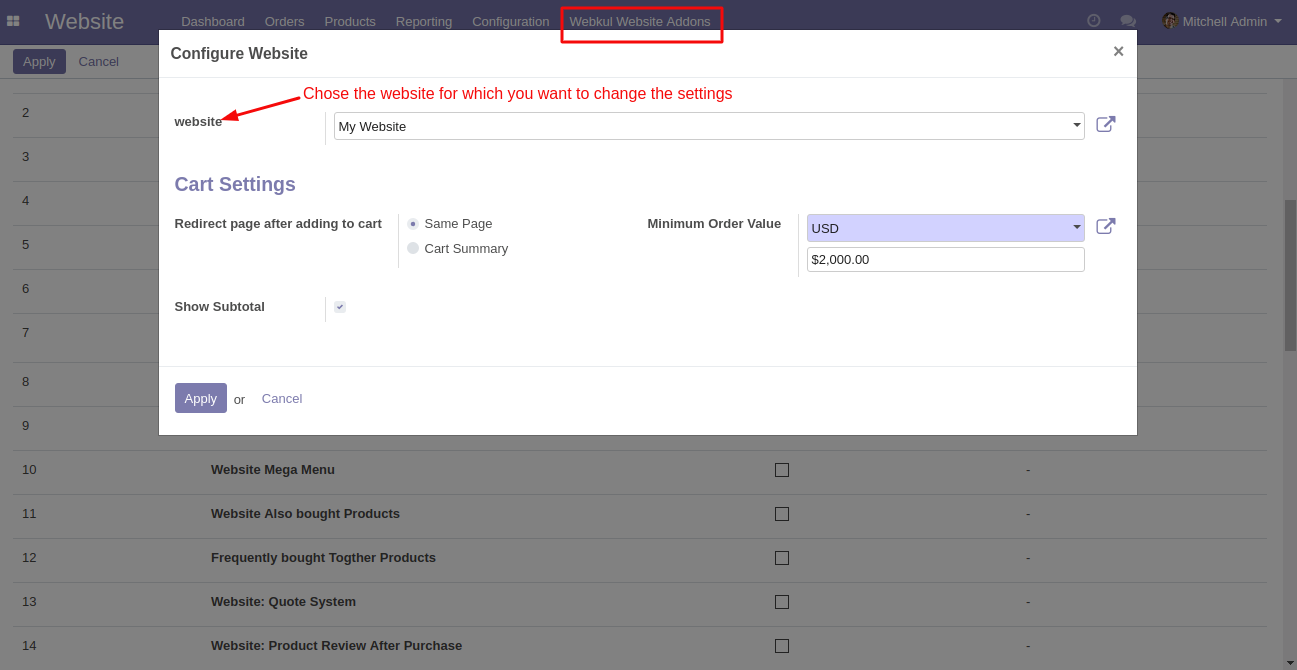 Website Dashboard Orders Products Reporting Configuration Webkul Website Addons Mitchell Admin
Apply Cancel
Configure Website ×
Chose the website for which you want to change the settings
website My Website
Cart Settings
Redirect page after adding to cart Same Page Minimum Order Value USD
Cart Summary $2,000.00
Show Subtotal
Apply or Cancel
2
3
4
5
6
7
8
9
10 Website Mega Menu -
11 Website Also bought Products -
12 Frequently bought Togther Products -
13 Website: Quote System -
14 Website: Product Review After Purchase -